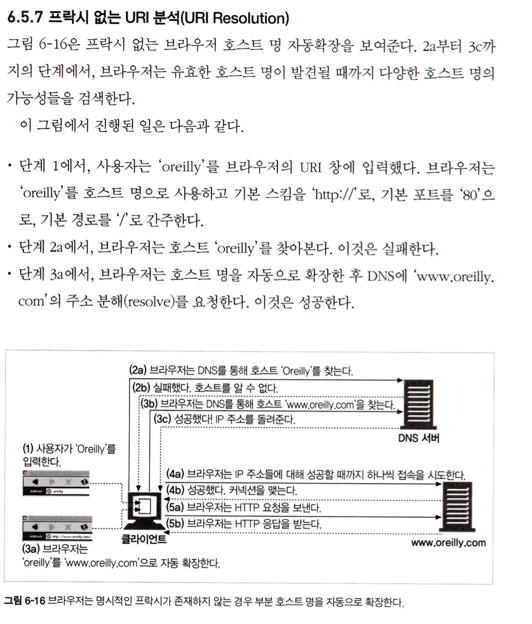 6.5.7 프락시 없는 URI 분석(URI Resolution)
그림 6-16은 프락시 없는 브라우저 호스트 명 자동확장을 보여준다. 2a부터 3c까
지의 단계에서, 브라우저는 유효한 호스트 명이 발견될 때까지 다양한 호스트 명의
가능성들을 검색한다.
이 그림에서 진행된 일은 다음과 같다.
• 단계 1에서, 사용자는 ‘oreilly’를 브라우저의 URI 창에 입력했다. 브라우저는
‘oreilly’를 호스트 명으로 사용하고 기본 스킴을 ‘http://’로, 기본 포트를 ‘80’으
로, 기본 경로를 ‘/’로 간주한다.
• 단계 2a에서, 브라우저는 호스트 ‘oreilly’를 찾아본다. 이것은 실패한다.
• 단계 3a에서, 브라우저는 호스트 명을 자동으로 확장한 후 DNS에 ‘www.oreilly.
com’의 주소 분해(resolve)를 요청한다. 이것은 성공한다.
(2a) 브라우저는 DNS를 통해 호스트 ‘Oreilly’를 찾는다.
(2b) 실패했다. 호스트를 알 수 없다.
(3b) 브라우저는 DNS를 통해 호스트 ‘www.oreilly.com’을 찾는다.
(3c) 성공했다! IP 주소를 돌려준다.
DNS 서버
(1) 사용자가 ‘Oreilly’를
입력한다.
(4a) 브라우저는 IP 주소들에 대해 성공할 때까지 하나씩 접속을 시도한다.
(4b) 성공했다. 커넥션을 맺는다.
(5a) 브라우저는 HTTP 요청을 보낸다.
(5b) 브라우저는 HTTP 응답을 받는다.
클라이언트
www.oreilly.com
(3a) 브라우저는
‘oreilly’를 ‘www.oreilly.com’으로 자동 확장한다.
그림 6-16 브라우저는 명시적인 프락시가 존재하지 않는 경우 부분 호스트 명을 자동으로 확장한다.